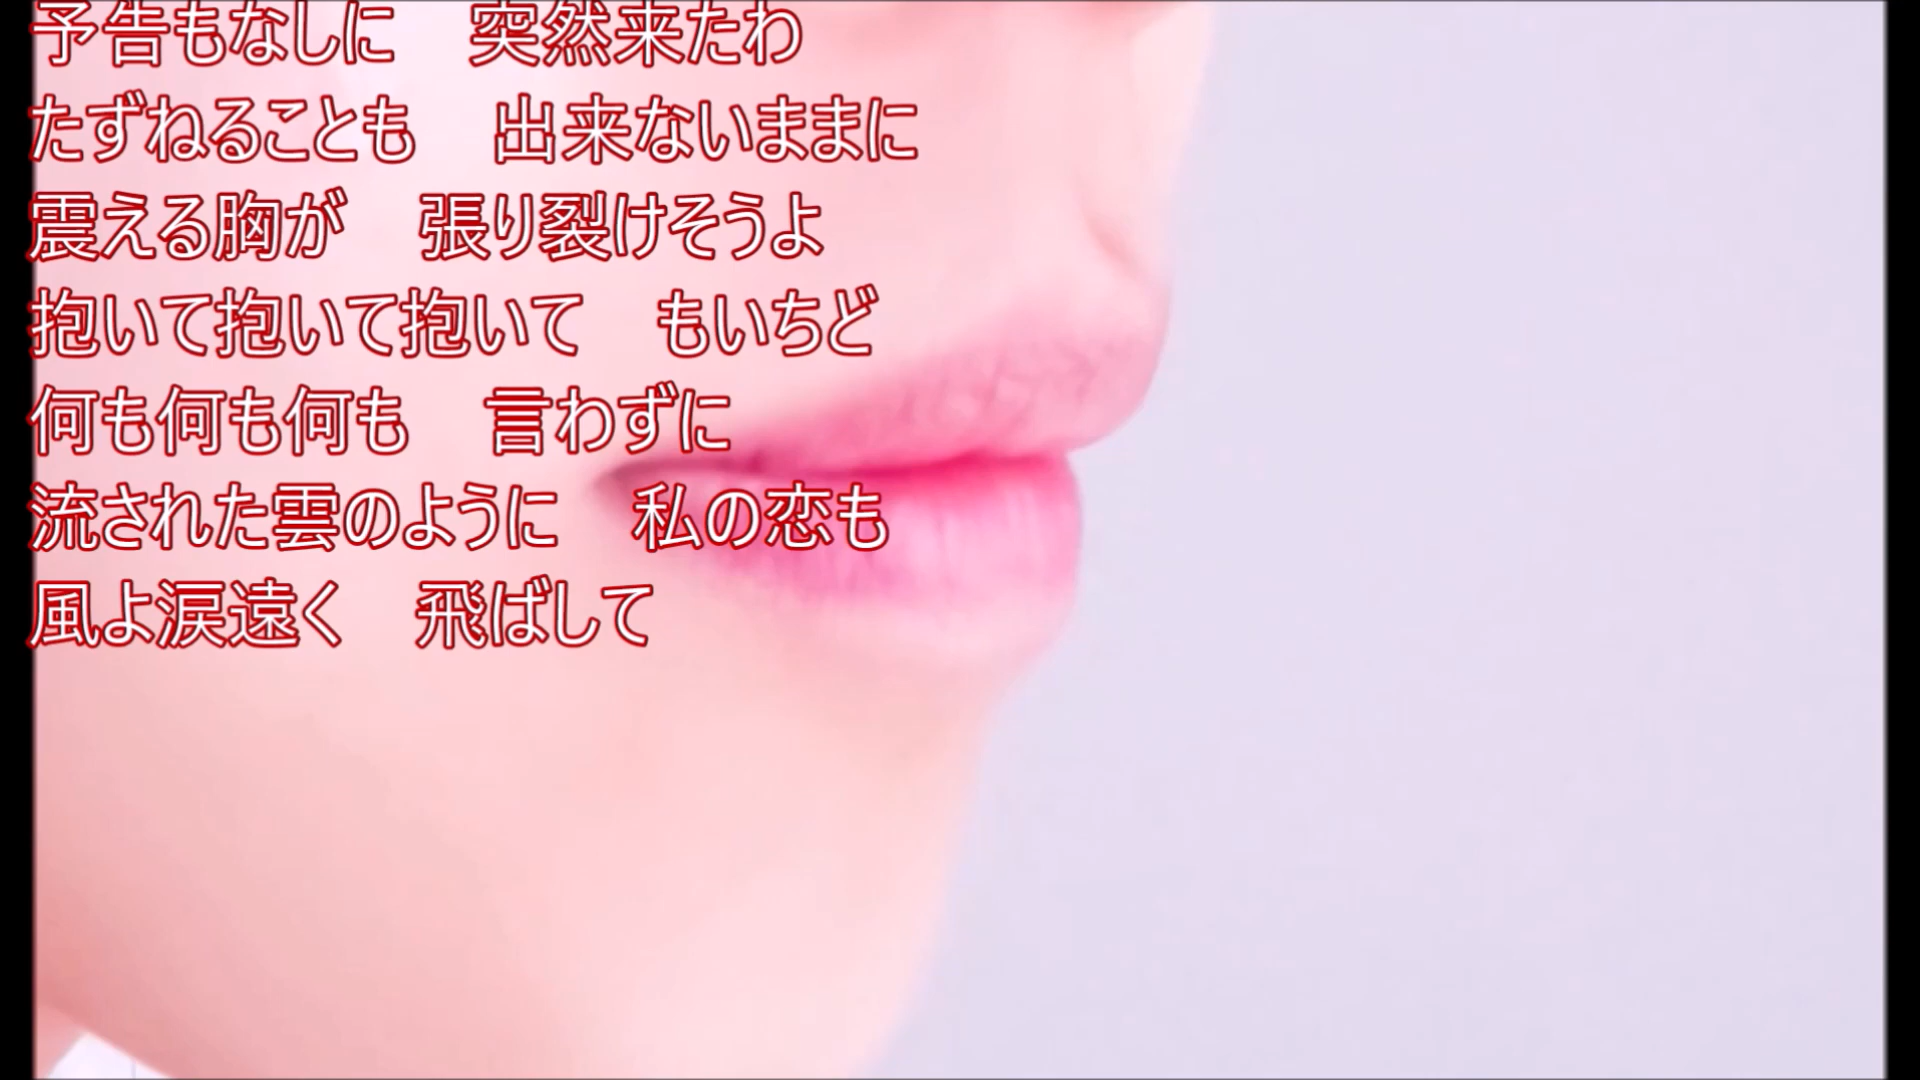 予告もなしに　突然来たわ
たずねることも　出来ないままに
震える胸が　張り裂けそうよ
抱いて抱いて抱いて　もいちど
何も何も何も　言わずに
流された雲のように　私の恋も
風よ涙遠く　飛ばして